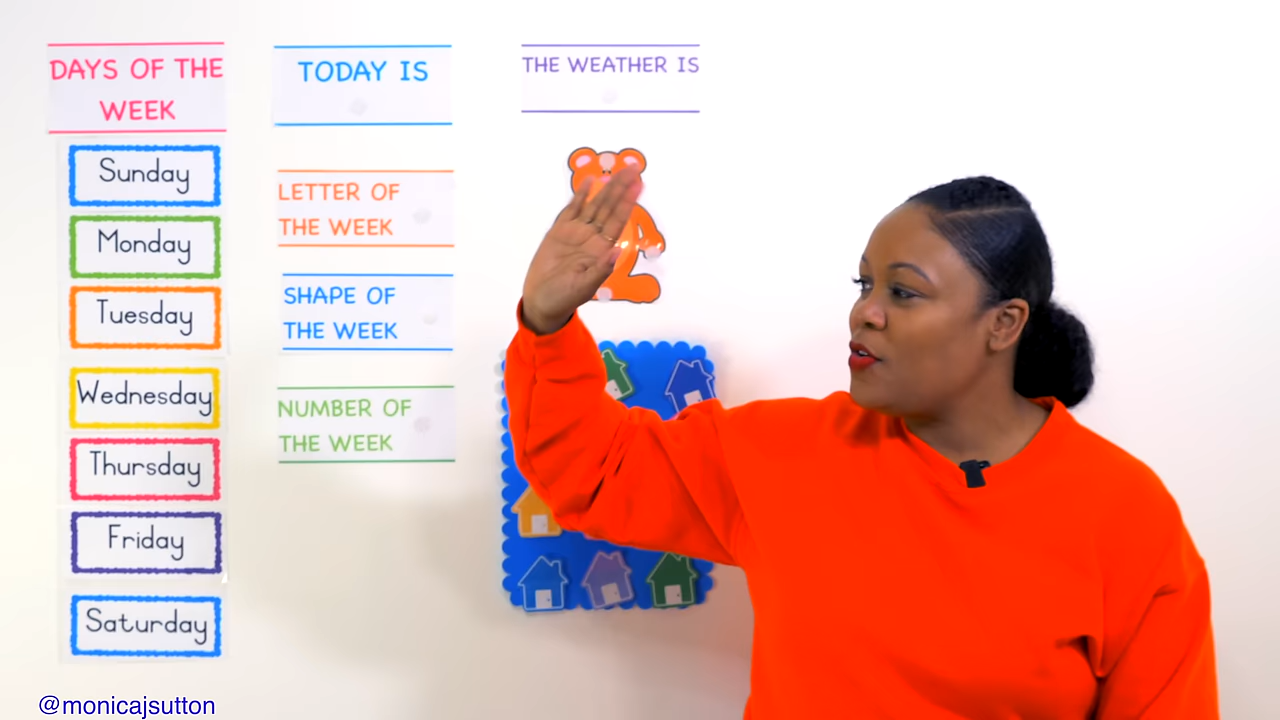 DAYS OF THE
WEEK
Sunday
Monday
Tuesday
Wednesday
Thursday
Friday
Saturday
TODAY IS
LETTER OF
THE WEEK
SHAPE OF
THE WEEK
NUMBER OF
THE WEEK
THE WEATHER IS
@monicajsutton